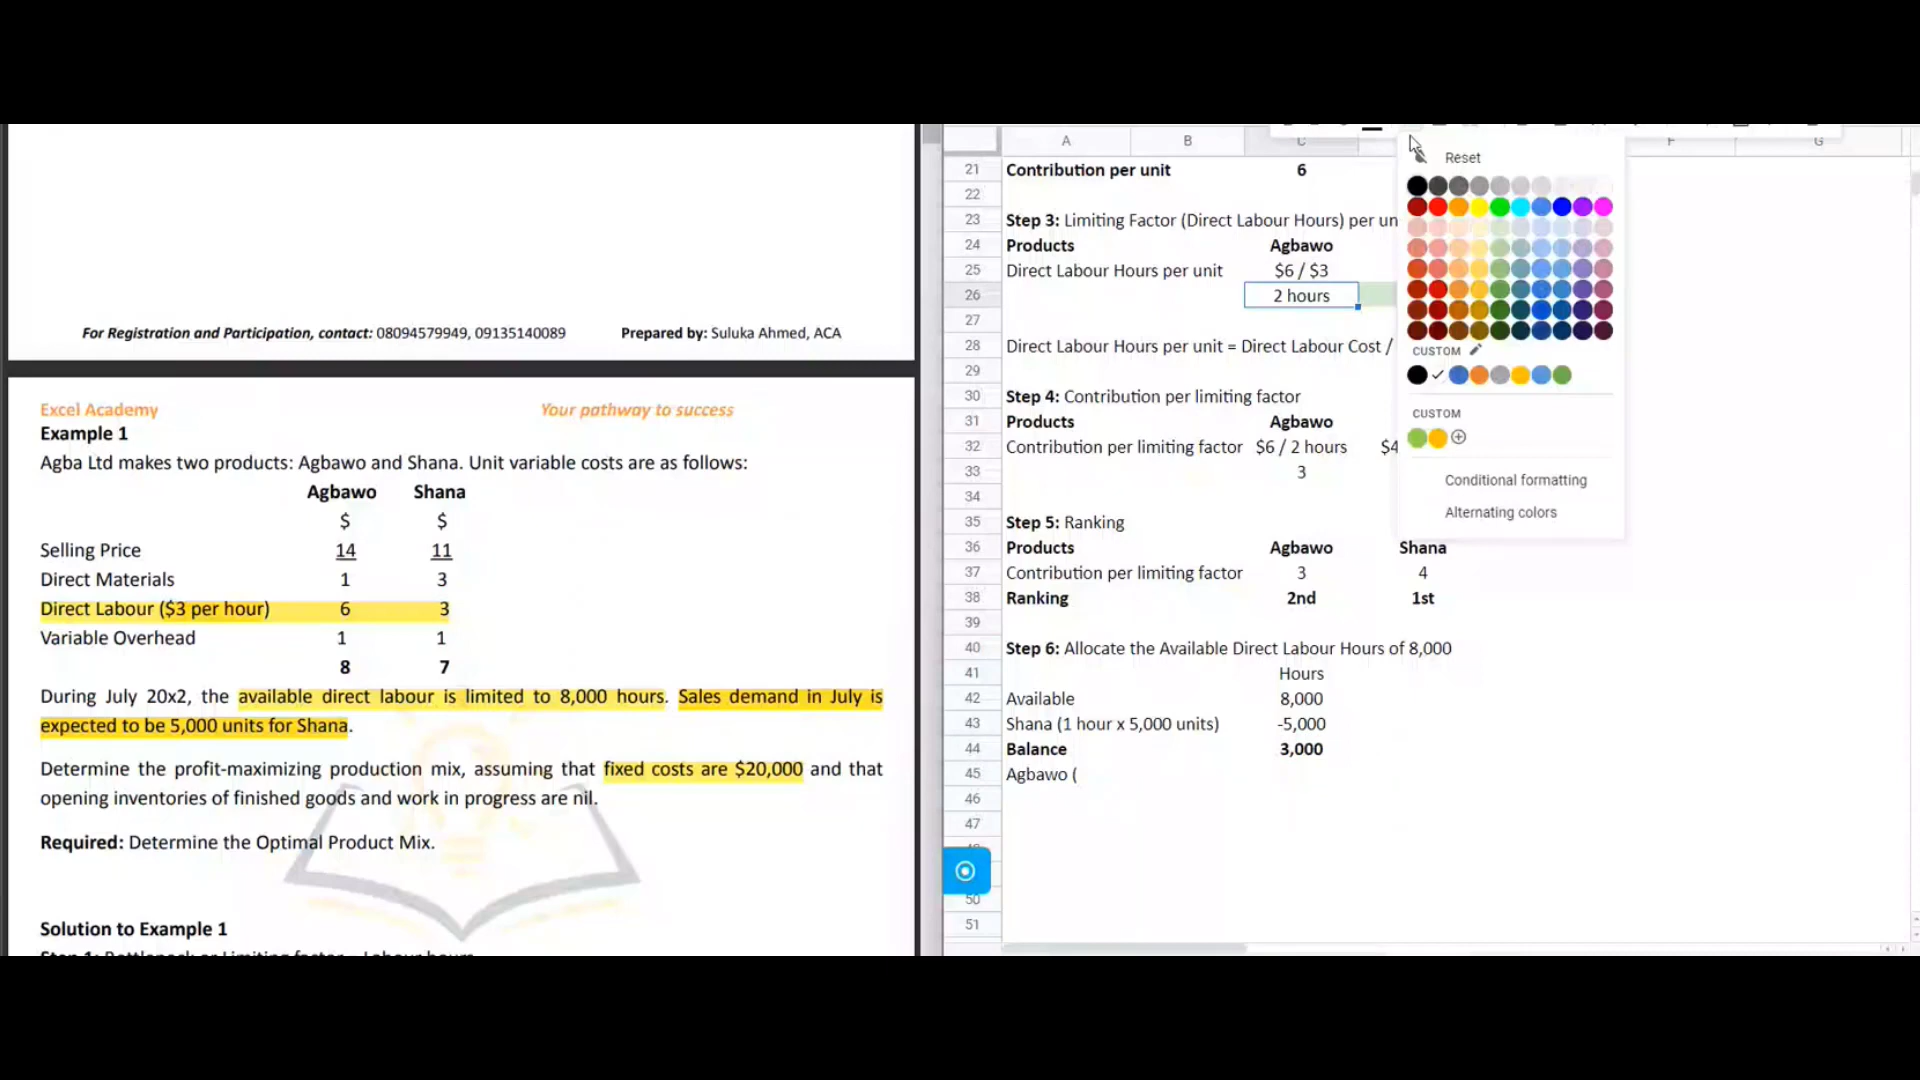 For Registration and Participation, contact: 08094579949, 09135140089 Prepared by: Suluka Ahmed, ACA
Excel Academy Your pathway to success
Example 1
Agba Ltd makes two products: Agbawo and Shana. Unit variable costs are as follows:
Agbawo Shana
$ $
Selling Price 14 11
Direct Materials 1 3
Direct Labour ($3 per hour) 6 3
Variable Overhead 1 1
8 7
During July 20x2, the available direct labour is limited to 8,000 hours. Sales demand in July is
expected to be 5,000 units for Shana.
Determine the profit-maximizing production mix, assuming that fixed costs are $20,000 and that
opening inventories of finished goods and work in progress are nil.
Required: Determine the Optimal Product Mix.
Solution to Example 1
A B C F G
21 Contribution per unit 6
22
23 Step 3: Limiting Factor (Direct Labour Hours) per un
24 Products Agbawo
25 Direct Labour Hours per unit $6 / $3
26 2 hours
27
28 Direct Labour Hours per unit = Direct Labour Cost /
29
30 Step 4: Contribution per limiting factor
31 Products Agbawo
32 Contribution per limiting factor $6 / 2 hours $4
33 3
34
35 Step 5: Ranking
36 Products Agbawo Shana
37 Contribution per limiting factor 3 4
38 Ranking 2nd 1st
39
40 Step 6: Allocate the Available Direct Labour Hours of 8,000
41 Hours
42 Available 8,000
43 Shana (1 hour x 5,000 units) -5,000
44 Balance 3,000
45 Agbawo (
46
47
50
51
Reset
CUSTOM
CUSTOM
Conditional formatting
Alternating colors